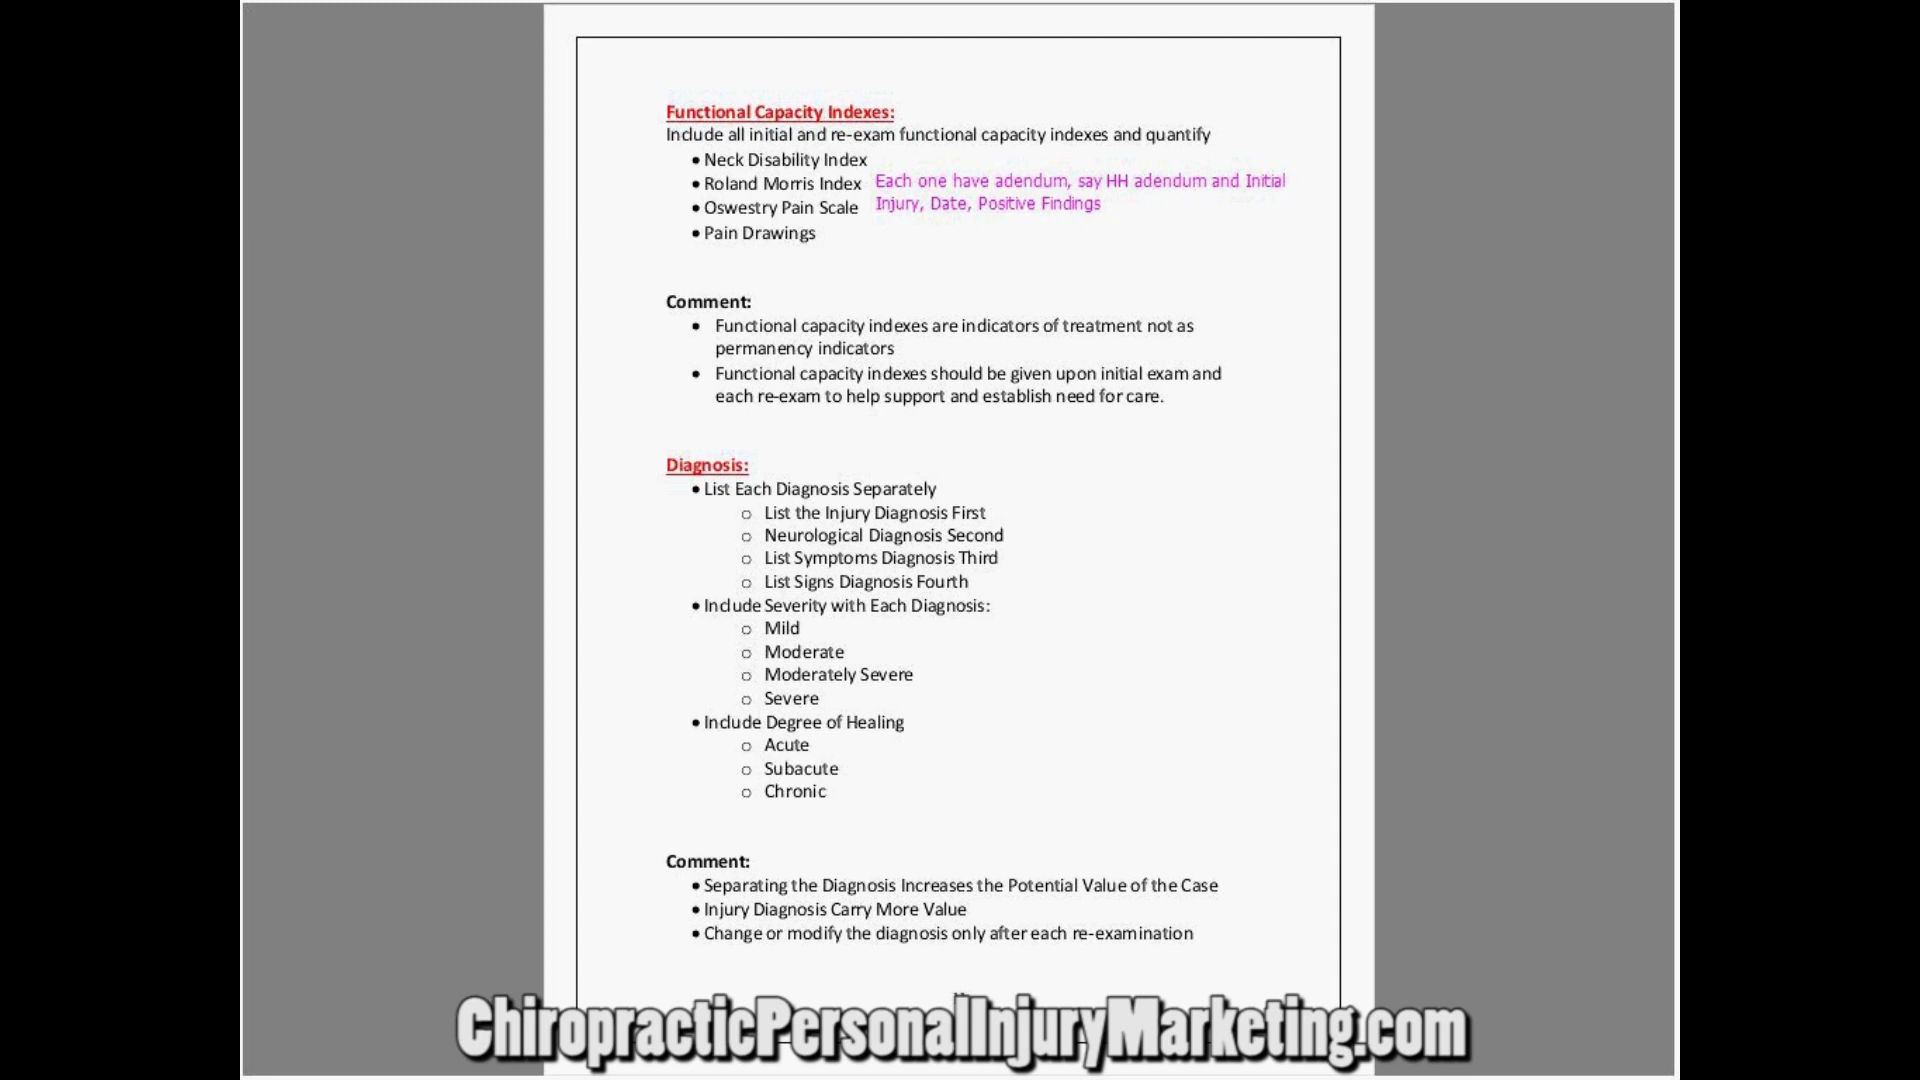 Functional Capacity Indexes:
Include all initial and re-exam functional capacity indexes and quantify
• Neck Disability Index
• Roland Morris Index
Each one have adendum, say HH adendum and Initial
• Oswestry Pain Scale
Injury, Date, Positive Findings
• Pain Drawings
Comment:
• Functional capacity indexes are indicators of treatment not as
permanency indicators
• Functional capacity indexes should be given upon initial exam and
each re-exam to help support and establish need for care.
Diagnosis:
• List Each Diagnosis Separately
o List the Injury Diagnosis First
o Neurological Diagnosis Second
o List Symptoms Diagnosis Third
o List Signs Diagnosis Fourth
• Include Severity with Each Diagnosis:
o Mild
o Moderate
o Moderately Severe
o Severe
• Include Degree of Healing
o Acute
o Subacute
o Chronic
Comment:
• Separating the Diagnosis Increases the Potential Value of the Case
• Injury Diagnosis Carry More Value
• Change or modify the diagnosis only after each re-examination
ChiropracticPersonalInjuryMarketing.com